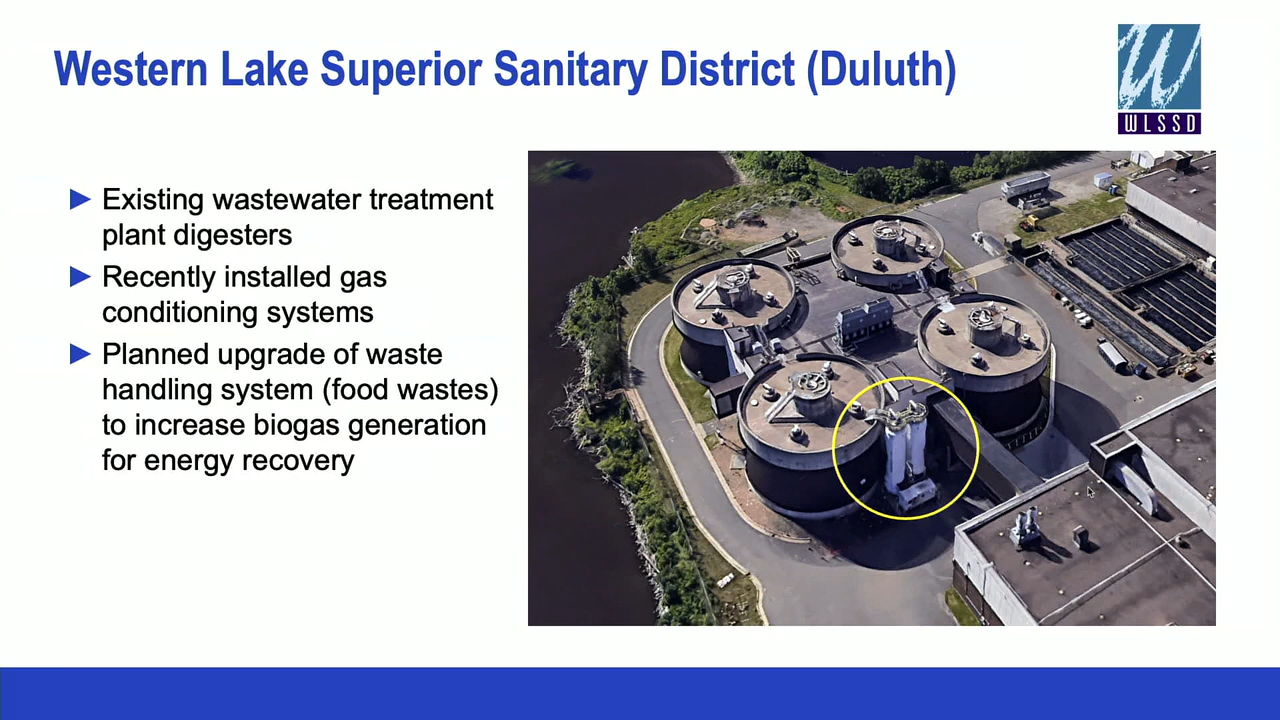 Western Lake Superior Sanitary District (Duluth)
W
WLSSD
► Existing wastewater treatment
plant digesters
► Recently installed gas
conditioning systems
► Planned upgrade of waste
handling system (food wastes)
to increase biogas generation
for energy recovery